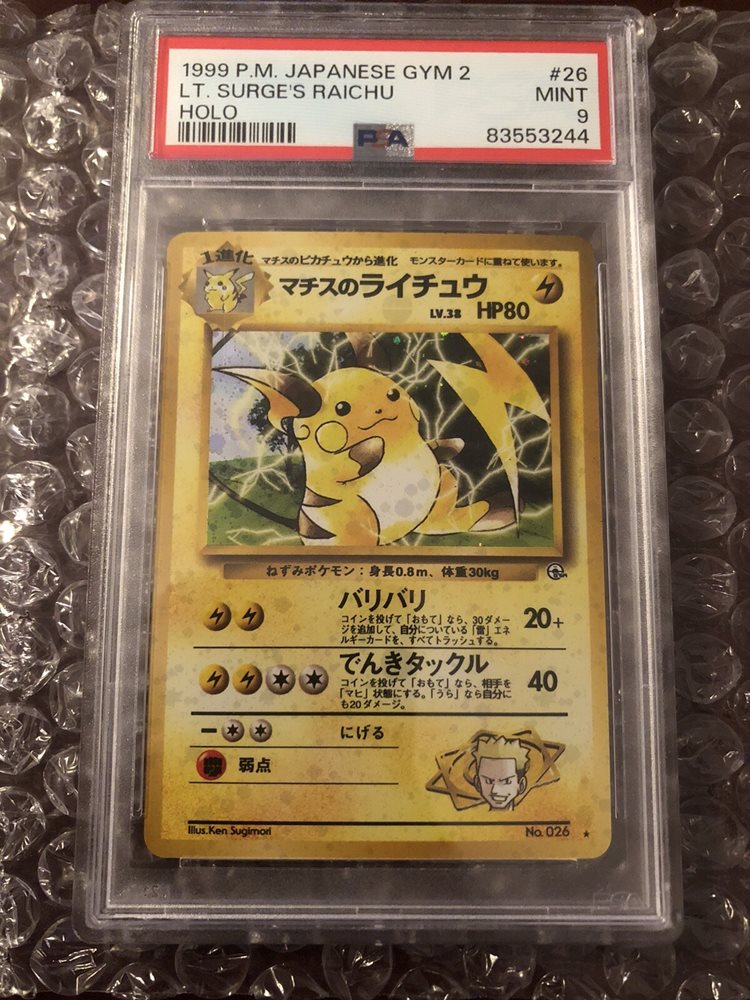 1999 P.M. JAPANESE GYM 2 #26
LT. SURGE'S RAICHU MINT
HOLO 9
PSA 83553244
1進化 マチスのピカチュウから進化 モンスターカードに重ねて使います。
マチスのライチュウ
LV.38 HP80
ねずみポケモン：身長0.8m、体重30kg
バリバリ
コインを投げて「おもて」なら、30ダメー
ジを追加して、自分についている「雷」エネ
ルギーカードを、すべてトラッシュする。
20+
でんきタックル
コインを投げて「おもて」なら、相手を
「マヒ」状態にする。「うら」なら自分に
も20ダメージ。
40
にげる
弱点
Illus.Ken Sugimori No. 026 ★